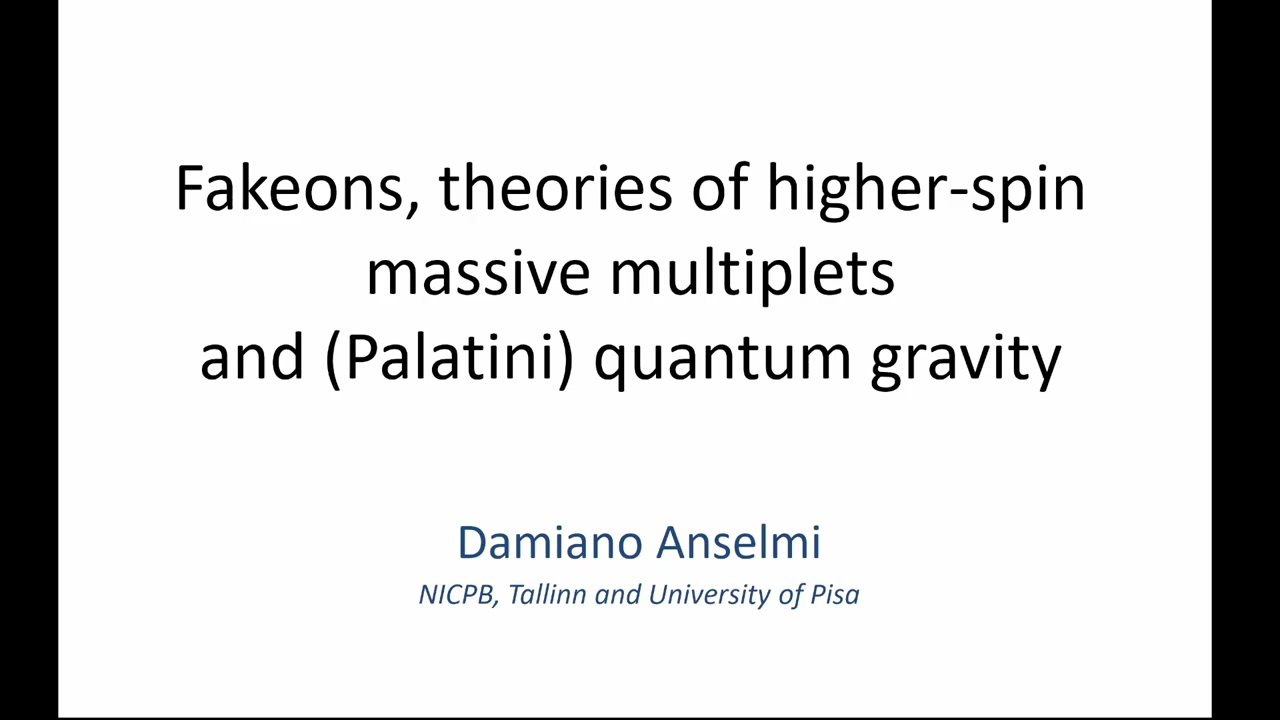 Fakeons, theories of higher-spin
massive multiplets
and (Palatini) quantum gravity
Damiano Anselmi
NICPB, Tallinn and University of Pisa